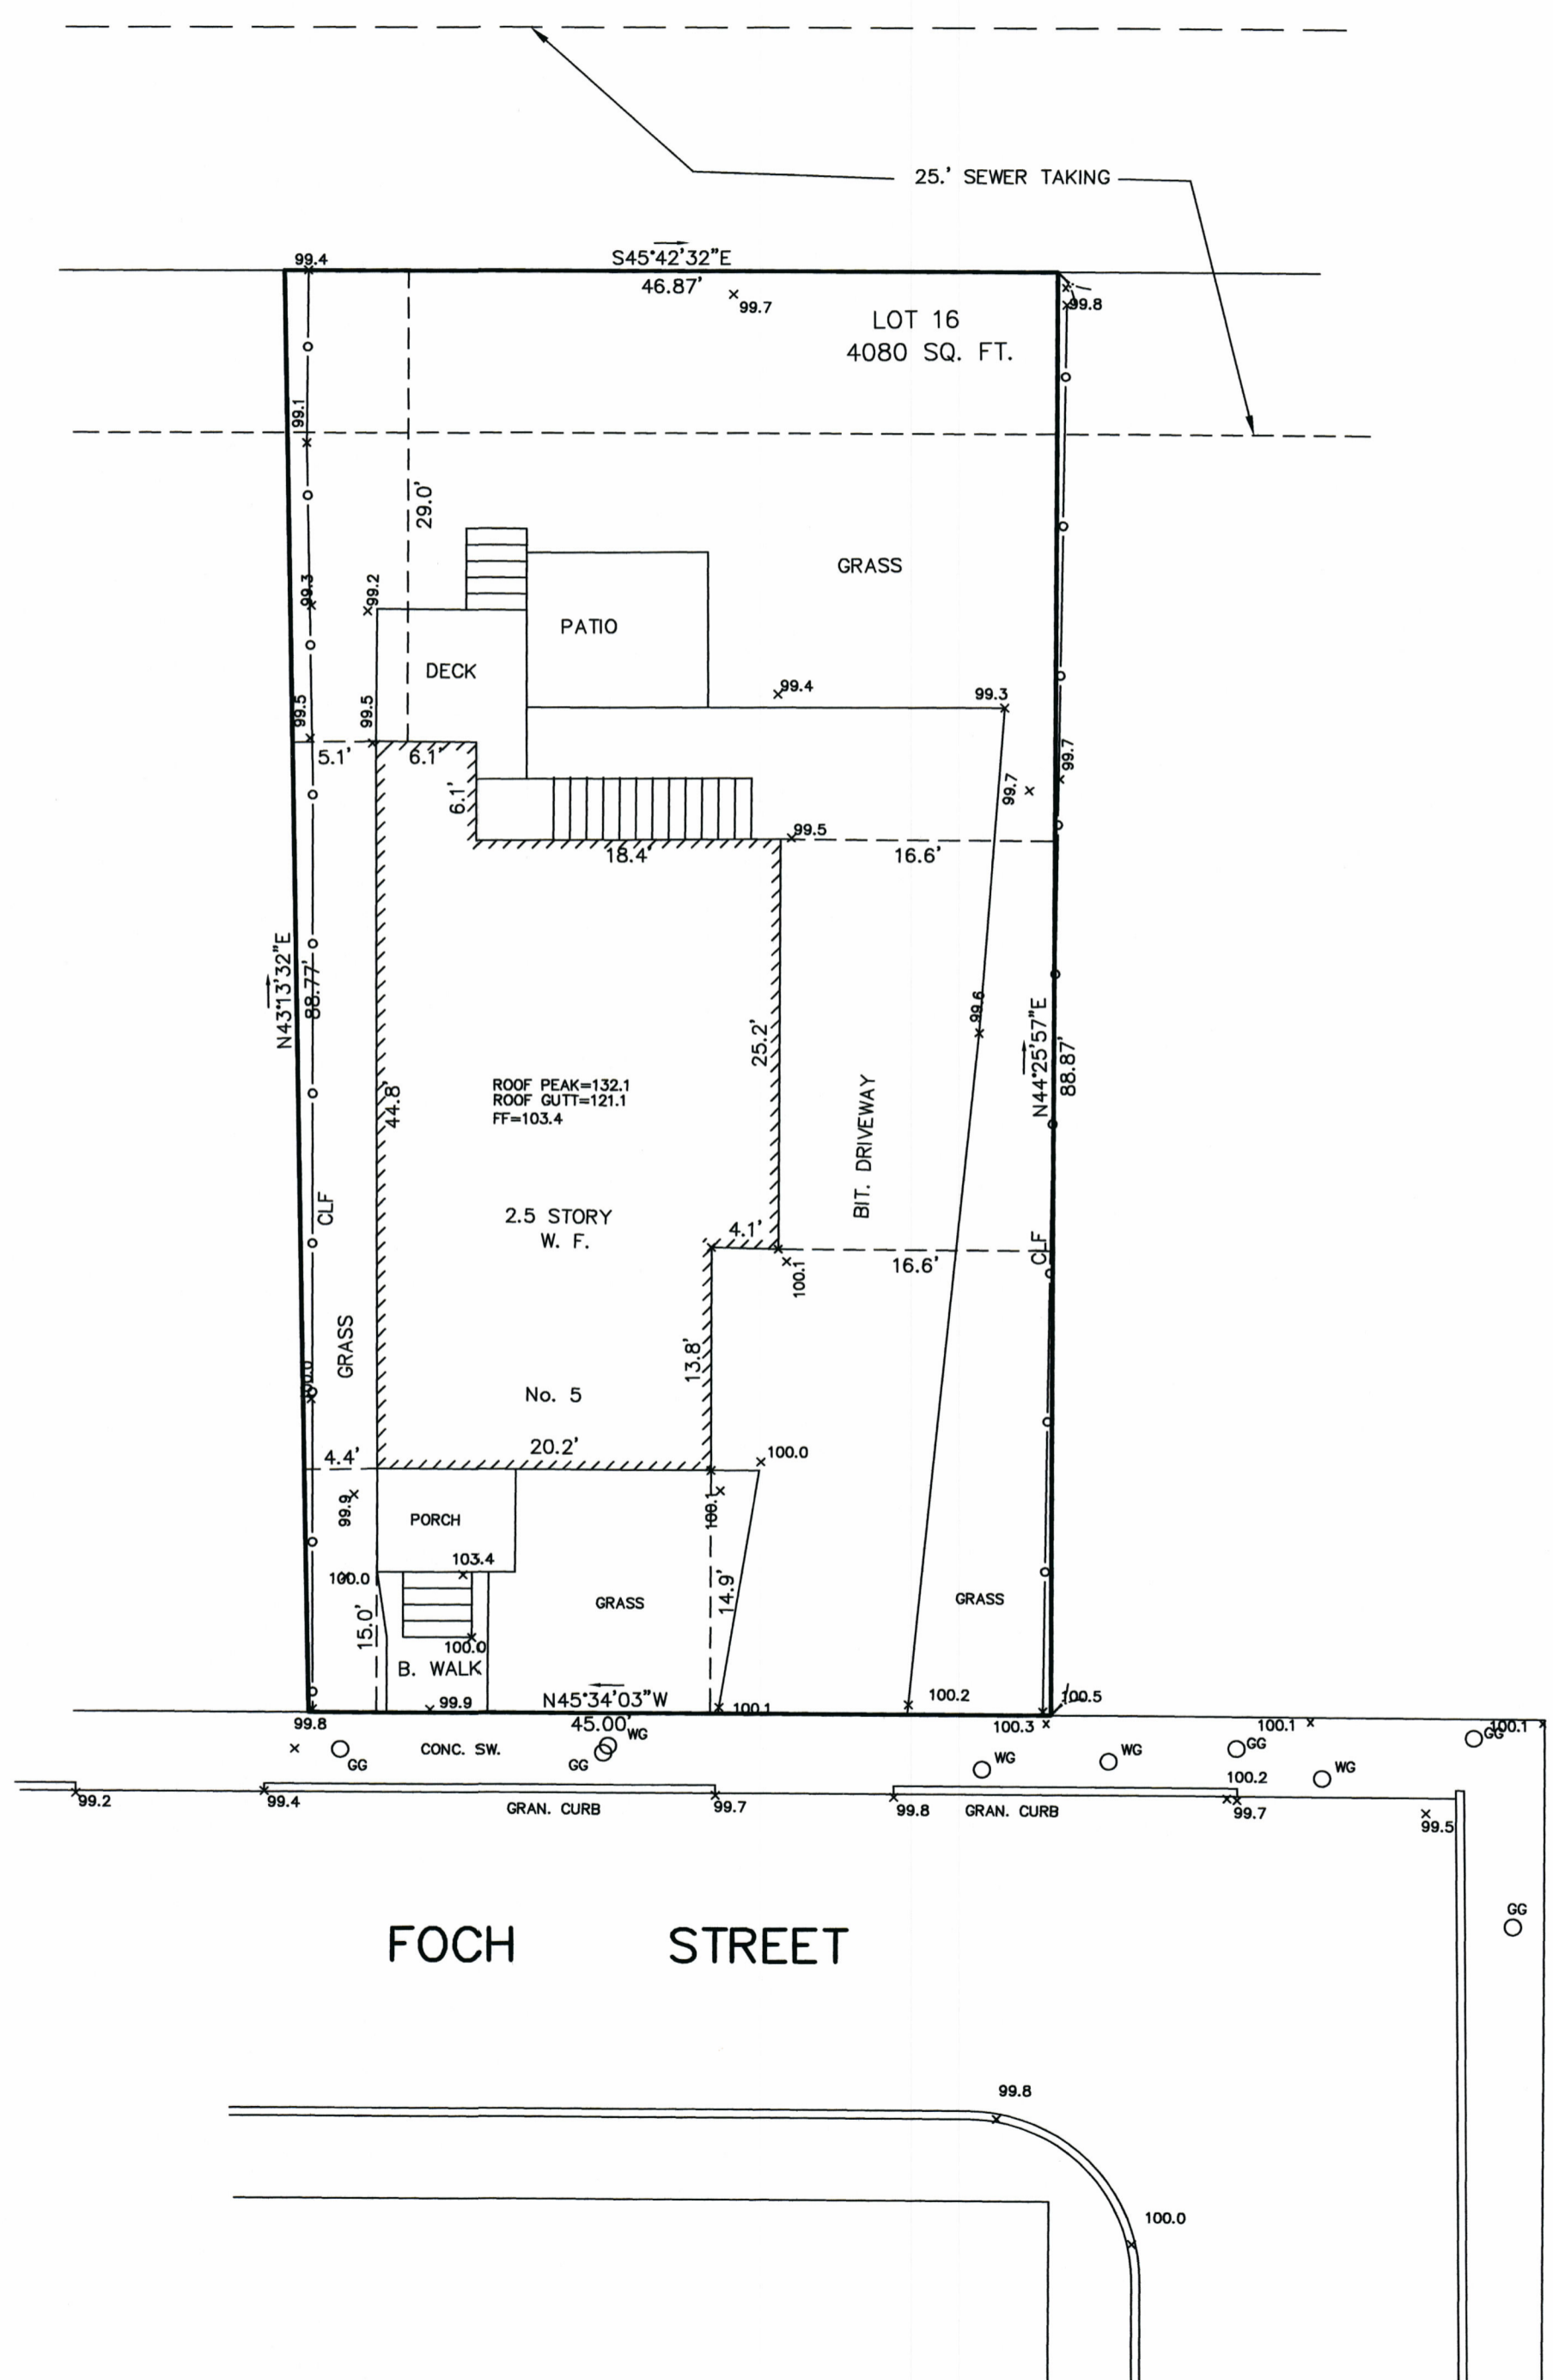 25.' SEWER TAKING
99.4
S45°42'32"E
46.87'
99.7
99.8
LOT 16
4080 SQ. FT.
99.1
29.0'
99.3
99.2
GRASS
PATIO
DECK
99.4
99.3
99.5
99.5
5.1'
6.1'
6.1'
99.7
99.7
99.5
18.4'
16.6'
N43°13'32"E
88.77'
99.6
25.2'
N44°25'57"E
88.87'
ROOF PEAK=132.1
ROOF GUTT=121.1
FF=103.4
44.8'
BIT. DRIVEWAY
CLF
2.5 STORY
W. F.
4.1'
16.6'
CLF
100.1
GRASS
13.8'
100.0
No. 5
20.2'
4.4'
100.0
99.9
PORCH
100.1
103.4
100.0
15.0'
14.9'
GRASS
GRASS
100.0
B. WALK
99.9
N45°34'03"W
45.00'
100.1
100.2
100.5
99.8
100.3
100.1
100.1
GG
CONC. SW.
GG
WG
WG
WG
GG
GG
WG
100.2
99.2
99.4
GRAN. CURB
99.7
99.8
GRAN. CURB
99.7
99.5
GG
FOCH STREET
99.8
100.0